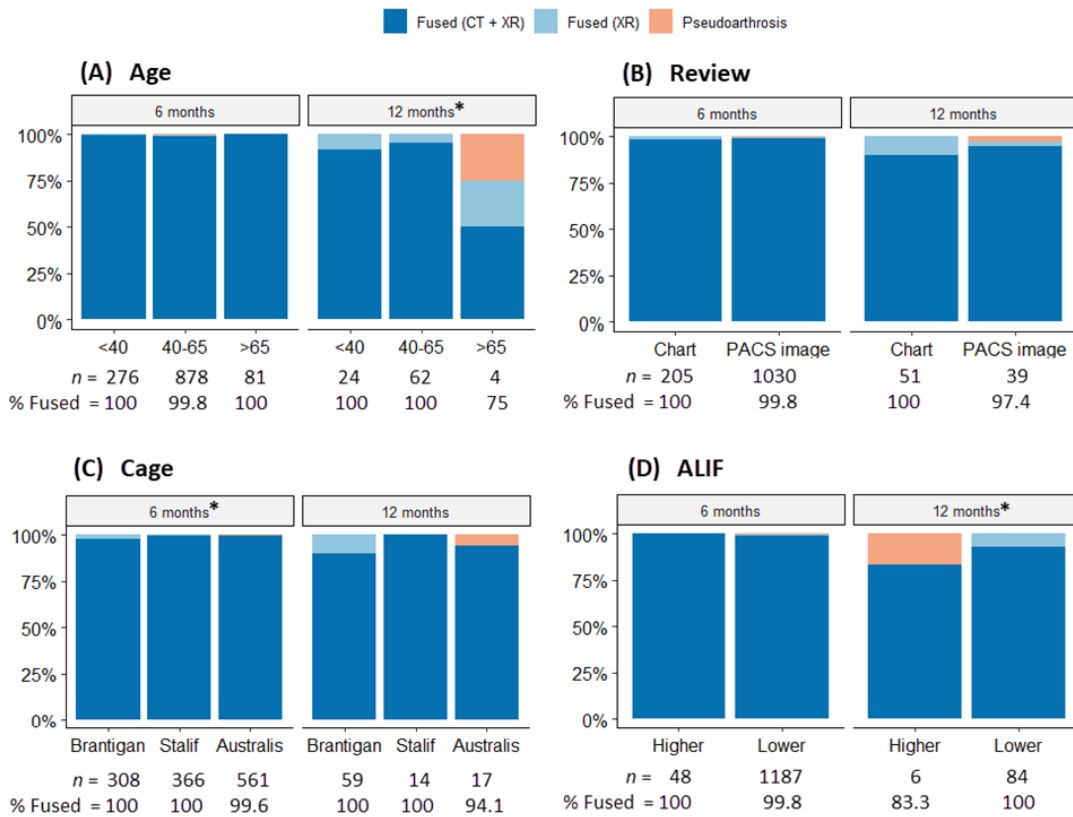 Fused (CT + XR) Fused (XR) Pseudoarthrosis
(A) Age
6 months 12 months*
100%
75%
50%
25%
0%
<40 40-65 >65 <40 40-65 >65
n = 276 878 81 24 62 4
% Fused = 100 99.8 100 100 100 75
(B) Review
6 months 12 months
100%
75%
50%
25%
0%
Chart PACS image Chart PACS image
n = 205 1030 51 39
% Fused = 100 99.8 100 97.4
(C) Cage
6 months* 12 months
100%
75%
50%
25%
0%
Brantigan Stalif Australis Brantigan Stalif Australis
n = 308 366 561 59 14 17
% Fused = 100 100 99.6 100 100 94.1
(D) ALIF
6 months 12 months*
100%
75%
50%
25%
0%
Higher Lower Higher Lower
n = 48 1187 6 84
% Fused = 100 99.8 83.3 100